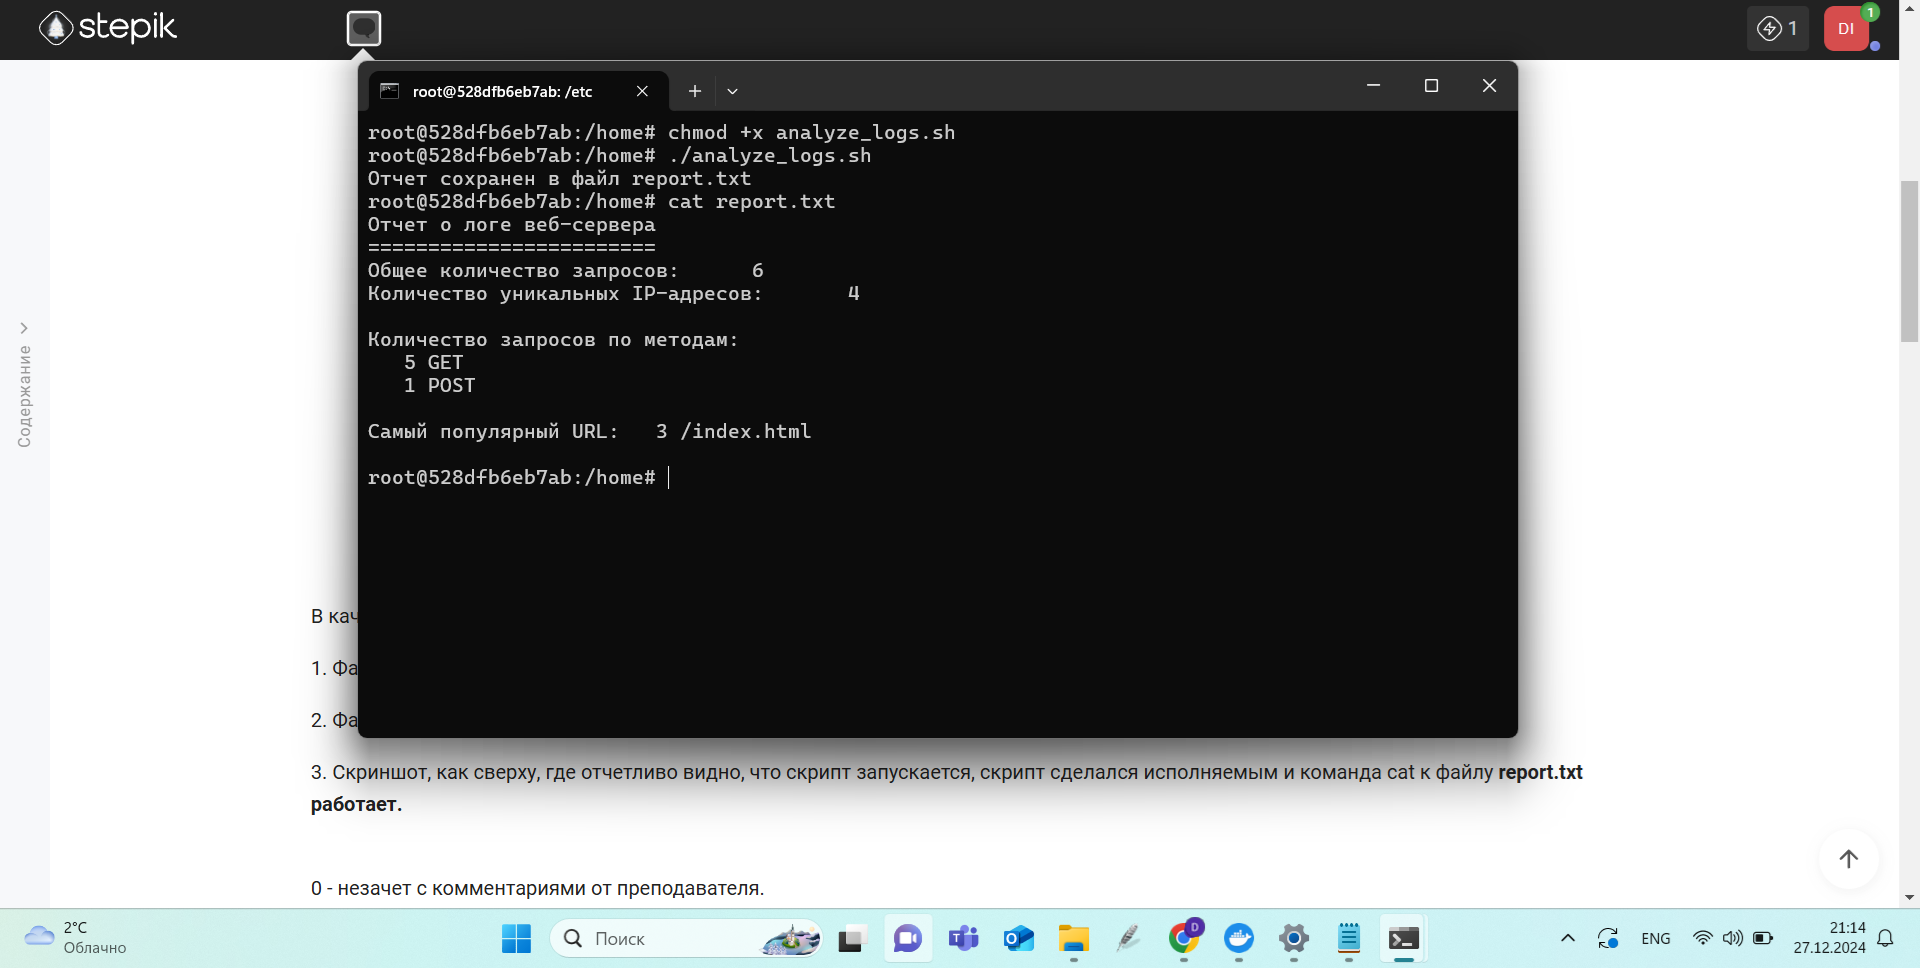 stepik
1
DI
1
root@528dfb6eb7ab: /etc
root@528dfb6eb7ab:/home# chmod +x analyze_logs.sh
root@528dfb6eb7ab:/home# ./analyze_logs.sh
Отчет сохранен в файл report.txt
root@528dfb6eb7ab:/home# cat report.txt
Отчет о логе веб-сервера
========================
Общее количество запросов:      6
Количество уникальных IP-адресов:       4
Количество запросов по методам:
   5 GET
   1 POST
Самый популярный URL:   3 /index.html
root@528dfb6eb7ab:/home#
Содержание
В кач
1. Фа
2. Фа
3. Скриншот, как сверху, где отчетливо видно, что скрипт запускается, скрипт сделался исполняемым и команда cat к файлу report.txt
работает.
0 - незачет с комментариями от преподавателя.
2°C
Облачно
Поиск
D
ENG
21:14
27.12.2024